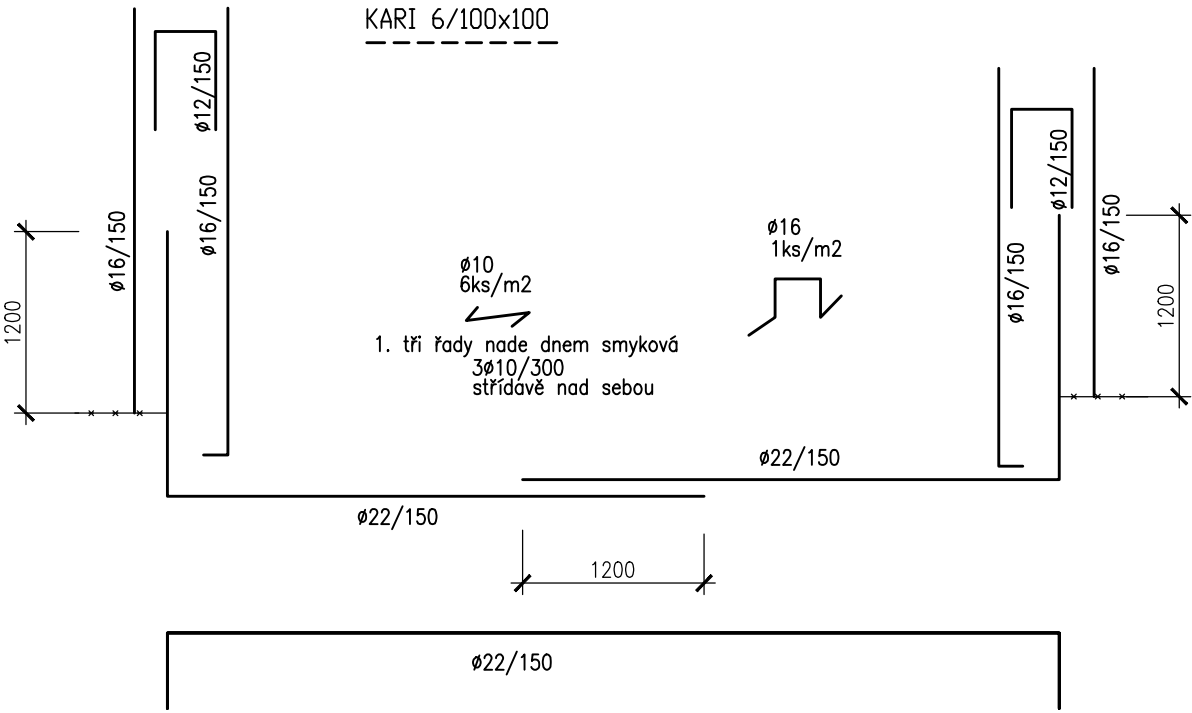 KARI 6/100x100
ø12/150
ø16/150
ø16/150
1200
ø10
6ks/m2
1. tři řady nade dnem smyková
3ø10/300
střídavě nad sebou
ø16
1ks/m2
ø12/150
ø16/150
ø16/150
1200
ø22/150
ø22/150
1200
ø22/150